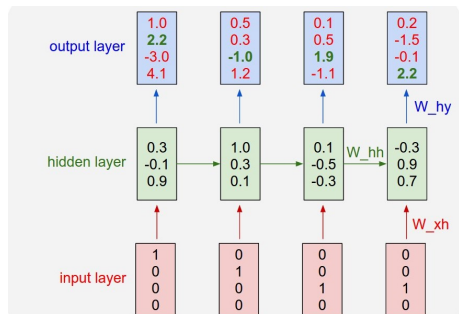 output layer
1.0 0.5 0.1 0.2
2.2 0.3 0.5 -1.5
-3.0 -1.0 1.9 -0.1
4.1 1.2 -1.1 2.2
W_hy
hidden layer
0.3 1.0 0.1 -0.3
-0.1 0.3 -0.5 0.9
0.9 0.1 -0.3 0.7
W_hh
W_xh
input layer
1 0 0 0
0 1 0 0
0 0 1 1
0 0 0 0